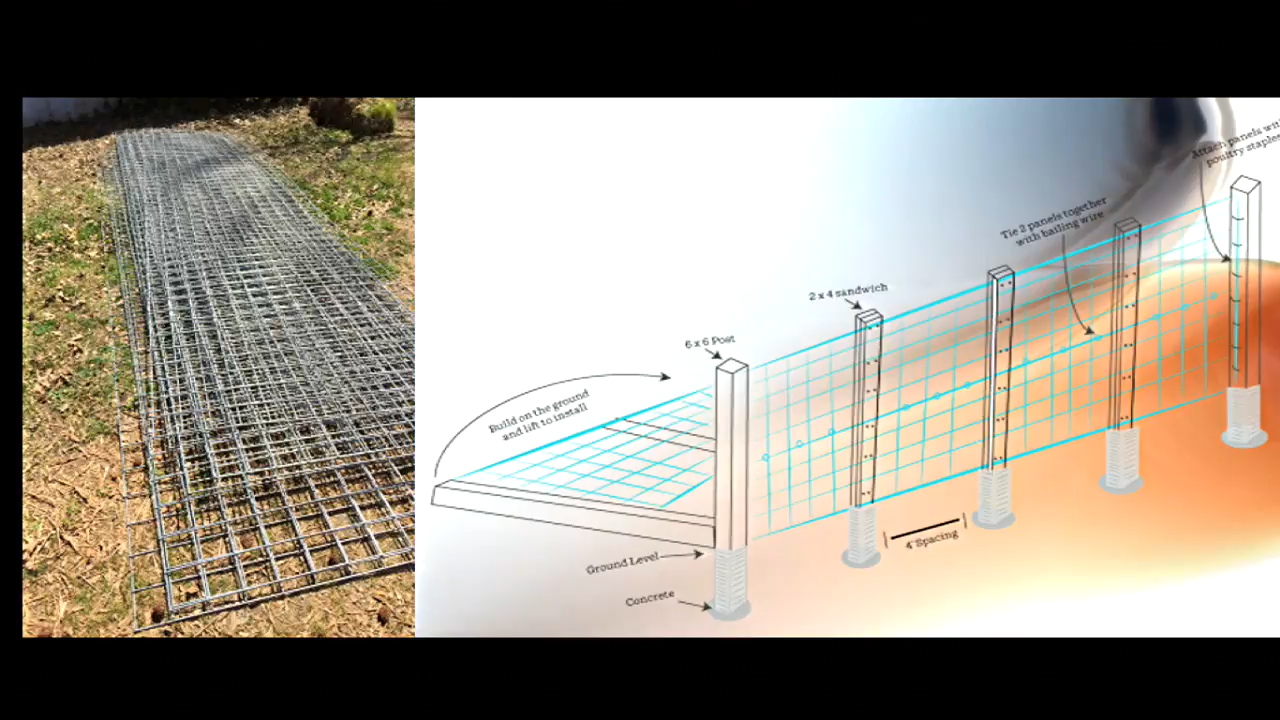 Attach panels
poultry staples
Tie 2 panels together
with bailing wire
2 x 4 sandwich
6 x 6 Post
Build on the ground
and lift to install
4' Spacing
Ground Level
Concrete